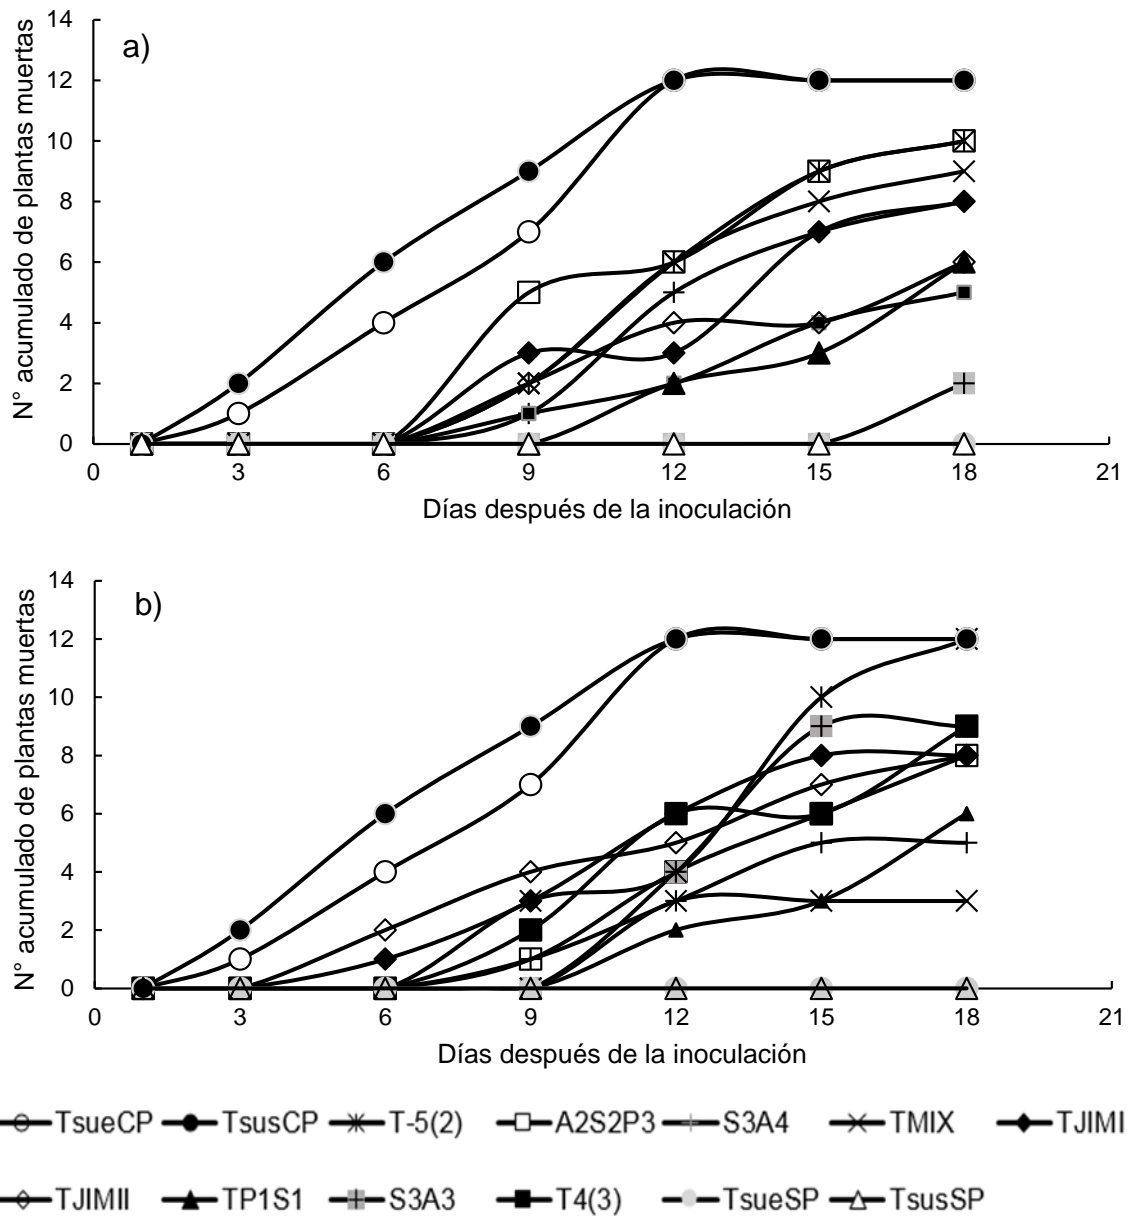 a)
N° acumulado de plantas muertas
14
12
10
8
6
4
2
0
0 3 6 9 12 15 18 21
Días después de la inoculación
b)
N° acumulado de plantas muertas
14
12
10
8
6
4
2
0
0 3 6 9 12 15 18 21
Días después de la inoculación
TsueCP TsusCP T-5(2) A2S2P3 S3A4 TMIX TJIMI
TJIMII TP1S1 S3A3 T4(3) TsueSP TsusSP